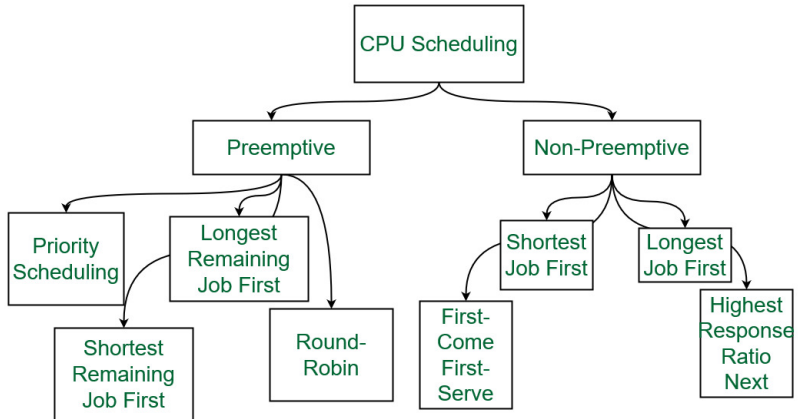 CPU Scheduling
Preemptive
Non-Preemptive
Priority
Scheduling
Longest
Remaining
Job First
Shortest
Job First
Longest
Job First
Shortest
Remaining
Job First
Round-
Robin
First-
Come
First-
Serve
Highest
Response
Ratio
Next